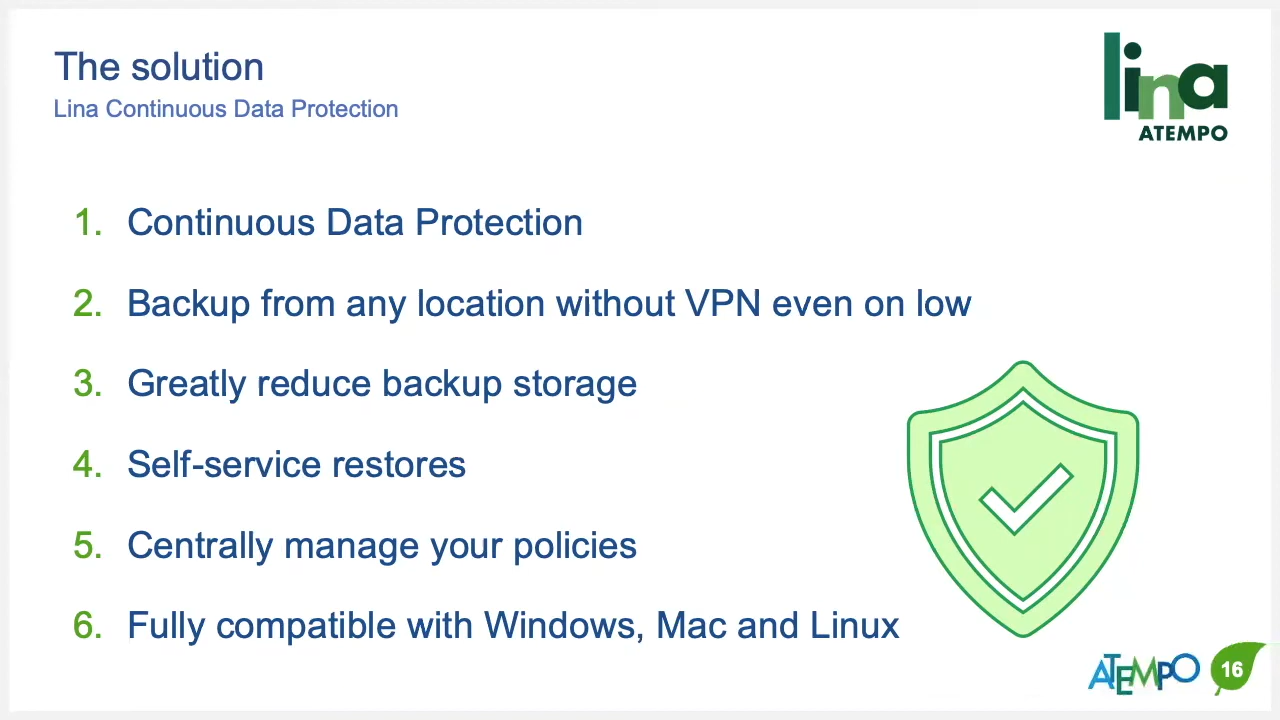 The solution
Lina Continuous Data Protection
lina
ATEMPO
1. Continuous Data Protection
2. Backup from any location without VPN even on low
3. Greatly reduce backup storage
4. Self-service restores
5. Centrally manage your policies
6. Fully compatible with Windows, Mac and Linux
ATEMPO
16